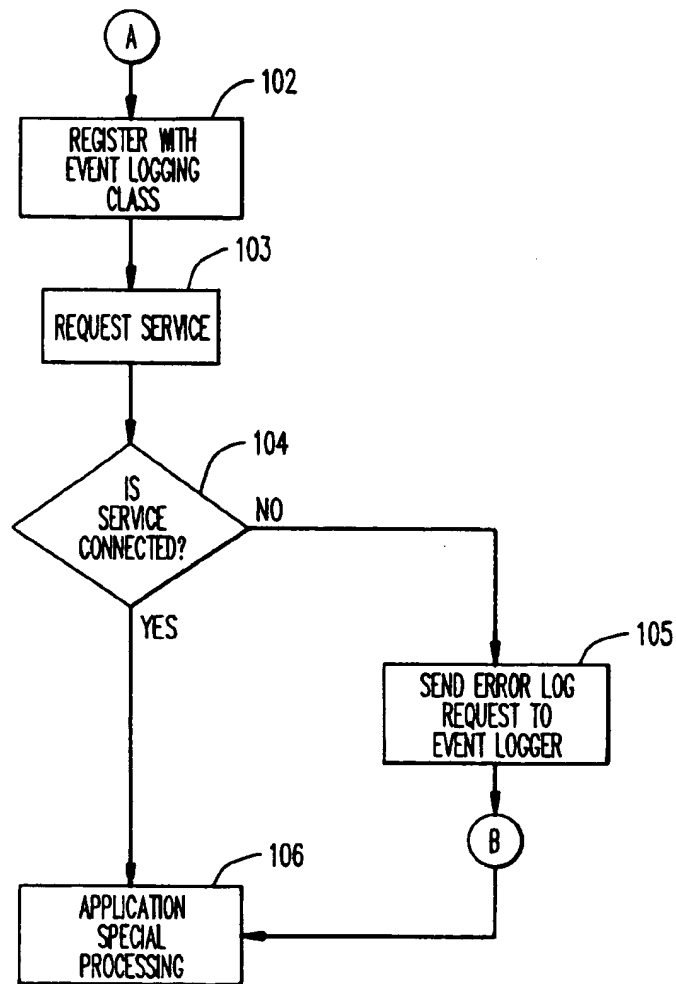 A
102
REGISTER WITH
EVENT LOGGING
CLASS
103
REQUEST SERVICE
104
IS
SERVICE
CONNECTED?
NO
YES
105
SEND ERROR LOG
REQUEST TO
EVENT LOGGER
B
106
APPLICATION
SPECIAL
PROCESSING